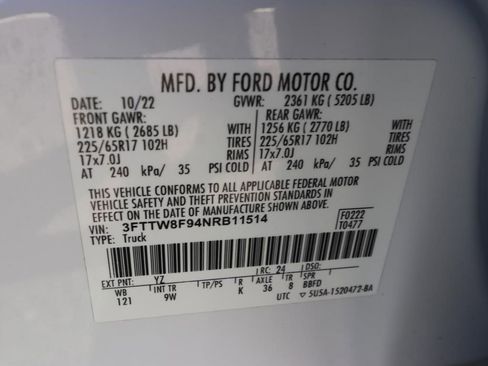 MFD. BY FORD MOTOR CO.
DATE: 10/22 GVWR: 2361 KG ( 5205 LB)
FRONT GAWR: REAR GAWR:
1218 KG ( 2685 LB) WITH 1256 KG ( 2770 LB) WITH
225/65R17 102H TIRES 225/65R17 102H TIRES
17x7.0J RIMS 17x7.0J RIMS
AT 240 kPa/ 35 PSI COLD AT 240 kPa/ 35 PSI COLD
THIS VEHICLE CONFORMS TO ALL APPLICABLE FEDERAL MOTOR
VEHICLE SAFETY AND THEFT PREVENTION STANDARDS IN
EFFECT ON THE DATE OF MANUFACTURE SHOWN ABOVE.
VIN: 3FTTW8F94NRB11514 F0222
TYPE: Truck T0477
EXT PNT: YZ RC: 24 DSO:
WB INT TR TP/PS R AXLE TR SPR
121 9W K 36 8 BBFD
UTC 5U5A-1520472-BA